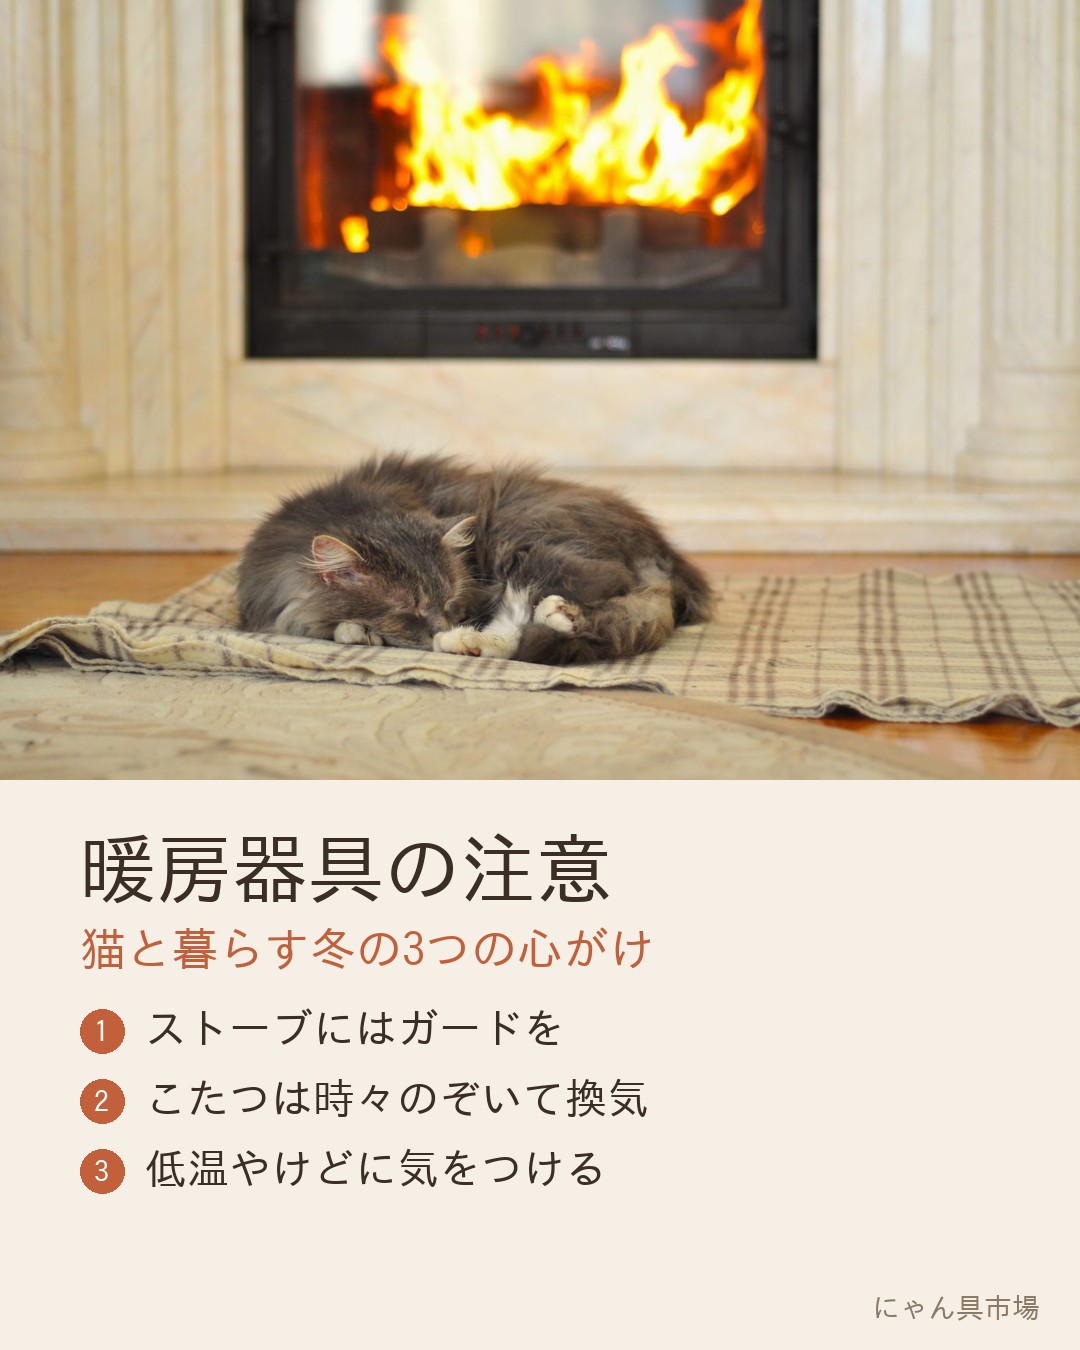 暖房器具の注意
猫と暮らす冬の3つの心がけ
1 ストーブにはガードを
2 こたつは時々のぞいて換気
3 低温やけどに気をつける
にゃん具市場